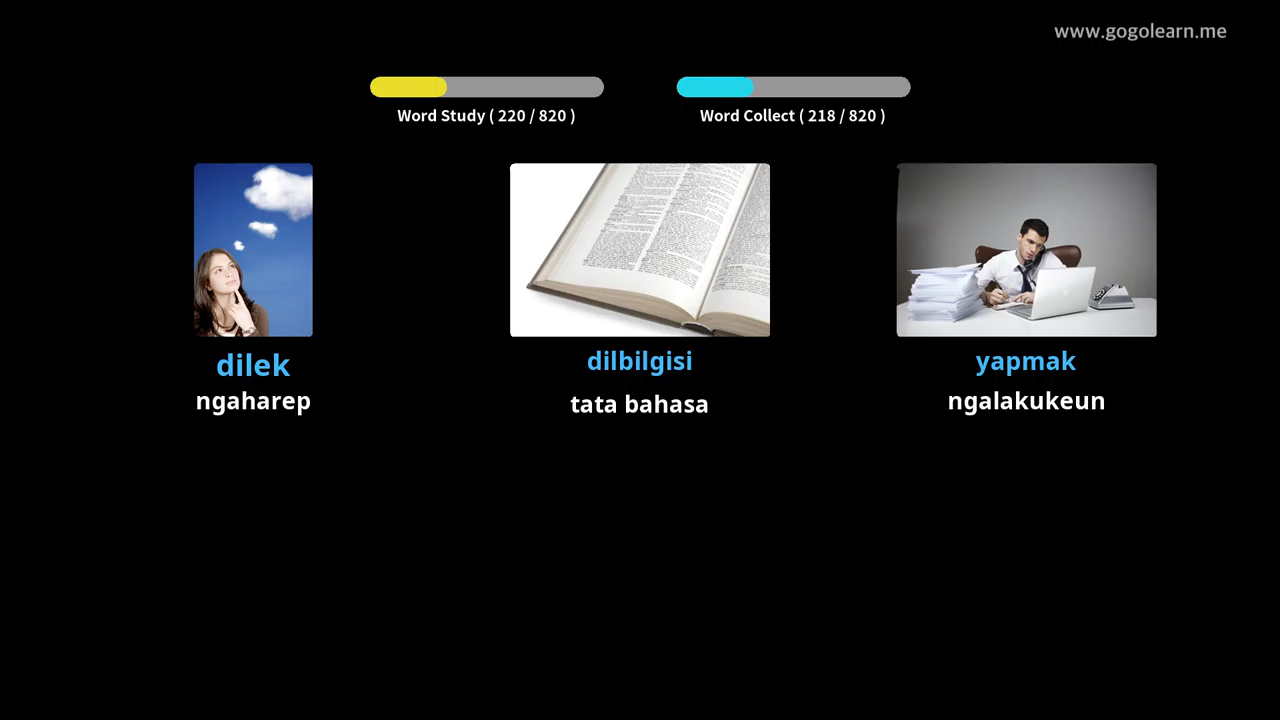 www.gogolearn.me
Word Study ( 220 / 820 )
Word Collect ( 218 / 820 )
dilek
ngaharep
dilbilgisi
tata bahasa
yapmak
ngalakukeun